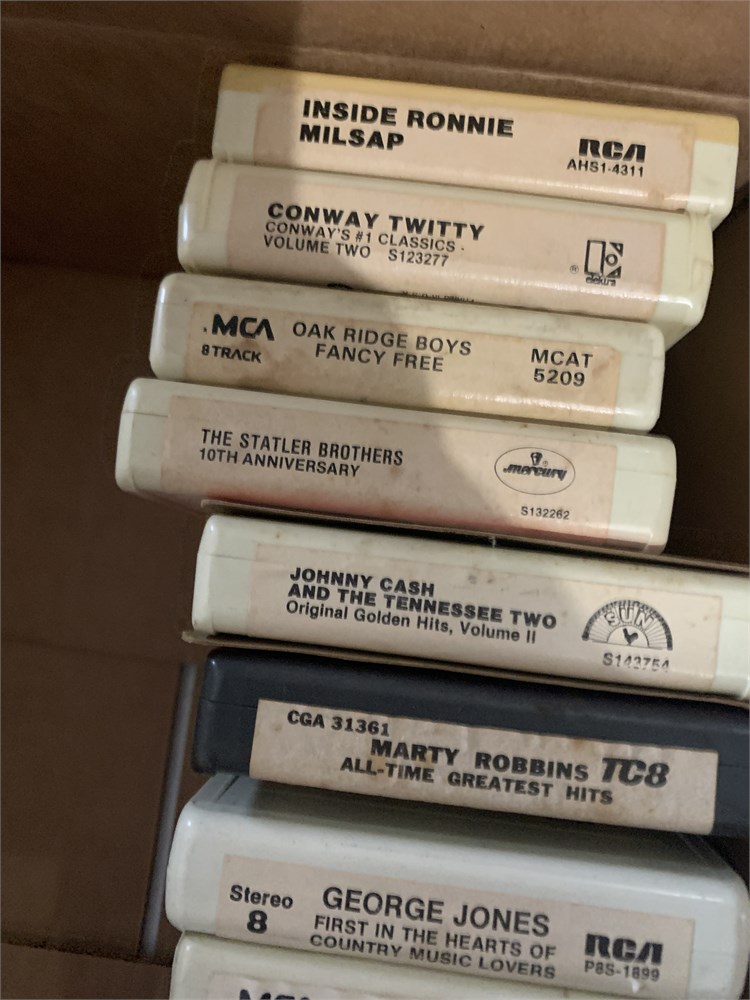 INSIDE RONNIE
MILSAP
RCA
AHS1-4311
CONWAY TWITTY
CONWAY'S #1 CLASSICS -
VOLUME TWO S123277
® elektra
MCA
8 TRACK
OAK RIDGE BOYS
FANCY FREE
MCAT
5209
THE STATLER BROTHERS
10TH ANNIVERSARY
mercury
S132262
JOHNNY CASH
AND THE TENNESSEE TWO
Original Golden Hits, Volume II
SUN
S143754
CGA 31361
MARTY ROBBINS TC8
ALL-TIME GREATEST HITS
Stereo
8
GEORGE JONES
FIRST IN THE HEARTS OF
COUNTRY MUSIC LOVERS
RCA
P8S-1899
MCA